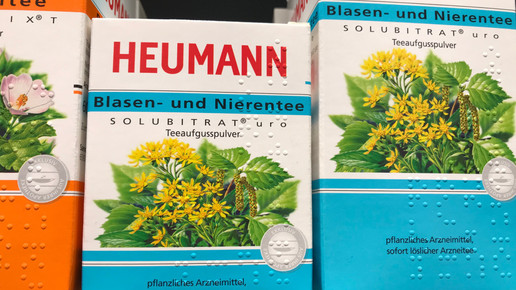 tee
I X T
HEUMANN
Blasen- und Nierentee
SOLUBITRAT® uro
Teeaufgusspulver
pflanzliches Arzneimittel,
Blasen- und Nierentee
SOLUBITRAT® uro
Teeaufgusspulver
pflanzliches Arzneimittel,
sofort löslicher Arzneitee